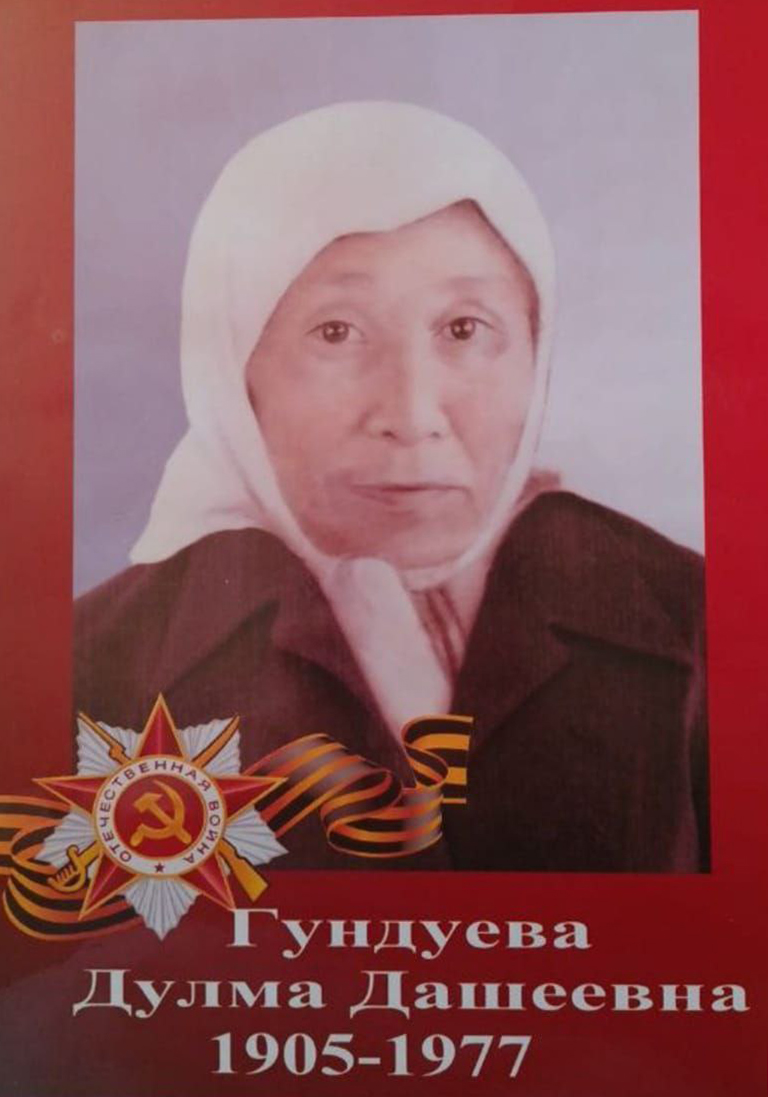 ОТЕЧЕСТВЕННАЯ ВОЙНА
Гундуева
Дулма Дашеевна
1905-1977